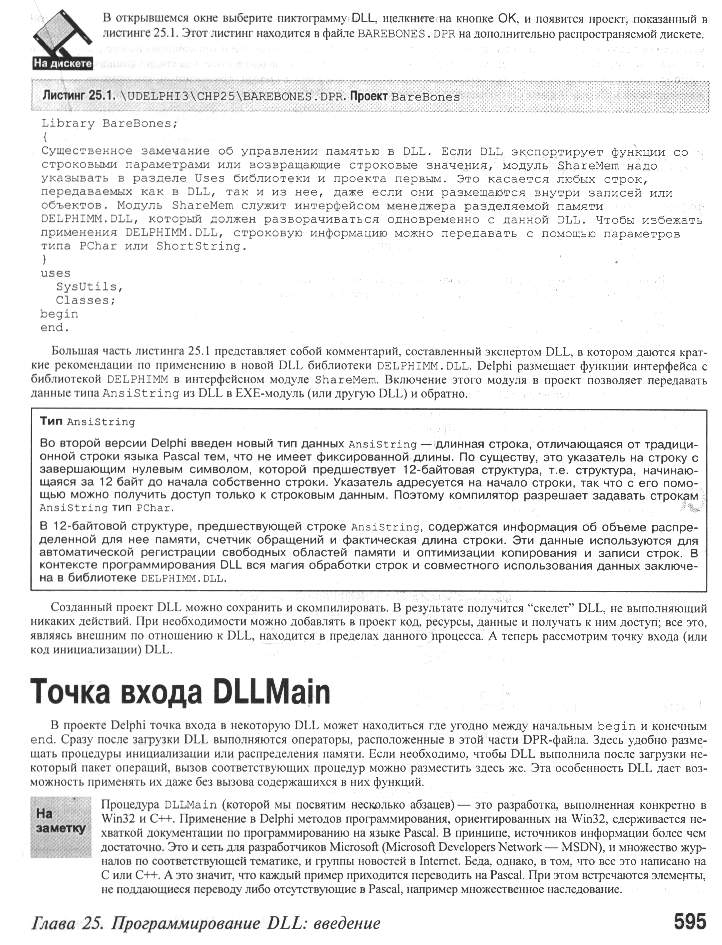 В открывшемся окне выберите пиктограмму DLL, щелкните на кнопке OK, и появится проект, показанный в
листинге 25.1. Этот листинг находится в файле BAREBONES.DPR на дополнительно распространяемой дискете.
На дискете
Листинг 25.1. \UDELPHI3\CHP25\BAREBONES.DPR. Проект BareBones
Library BareBones;
{
Существенное замечание об управлении памятью в DLL. Если DLL экспортирует функции со
строковыми параметрами или возвращающие строковые значения, модуль ShareMem надо
указывать в разделе Uses библиотеки и проекта первым. Это касается любых строк,
передаваемых как в DLL, так и из нее, даже если они размещаются внутри записей или
объектов. Модуль ShareMem служит интерфейсом менеджера разделяемой памяти
DELPHIMM.DLL, который должен разворачиваться одновременно с данной DLL. Чтобы избежать
применения DELPHIMM.DLL, строковую информацию можно передавать с помощью параметров
типа PChar или ShortString.
}
uses
SysUtils,
Classes;
begin
end.
Большая часть листинга 25.1 представляет собой комментарий, составленный экспертом DLL, в котором даются крат-
кие рекомендации по применению в новой DLL библиотеки DELPHIMM.DLL. Delphi размещает функции интерфейса с
библиотекой DELPHIMM в интерфейсном модуле ShareMem. Включение этого модуля в проект позволяет передавать
данные типа AnsiString из DLL в EXE-модуль (или другую DLL) и обратно.
Тип AnsiString
Во второй версии Delphi введен новый тип данных AnsiString — длинная строка, отличающаяся от традици-
онной строки языка Pascal тем, что не имеет фиксированной длины. По существу, это указатель на строку с
завершающим нулевым символом, которой предшествует 12-байтовая структура, т.е. структура, начинаю-
щаяся за 12 байт до начала собственно строки. Указатель адресуется на начало строки, так что с его помо-
щью можно получить доступ только к строковым данным. Поэтому компилятор разрешает задавать строкам
AnsiString тип PChar.
В 12-байтовой структуре, предшествующей строке AnsiString, содержатся информация об объеме распре-
деленной для нее памяти, счетчик обращений и фактическая длина строки. Эти данные используются для
автоматической регистрации свободных областей памяти и оптимизации копирования и записи строк. В
контексте программирования DLL вся магия обработки строк и совместного использования данных заключе-
на в библиотеке DELPHIMM.DLL.
Созданный проект DLL можно сохранить и скомпилировать. В результате получится “скелет” DLL, не выполняющий
никаких действий. При необходимости можно добавлять в проект код, ресурсы, данные и получать к ним доступ; все это,
являясь внешним по отношению к DLL, находится в пределах данного процесса. А теперь рассмотрим точку входа (или
код инициализации) DLL.
Точка входа DLLMain
В проекте Delphi точка входа в некоторую DLL может находиться где угодно между начальным begin и конечным
end. Сразу после загрузки DLL выполняются операторы, расположенные в этой части DPR-файла. Здесь удобно разме-
щать процедуры инициализации или распределения памяти. Если необходимо, чтобы DLL выполнила после загрузки не-
который пакет операций, вызов соответствующих процедур можно разместить здесь же. Эта особенность DLL дает воз-
можность применять их даже без вызова содержащихся в них функций.
На
заметку
Процедура DLLMain (которой мы посвятим несколько абзацев) — это разработка, выполненная конкретно в
Win32 и C++. Применение в Delphi методов программирования, ориентированных на Win32, сдерживается не-
хваткой документации по программированию на языке Pascal. В принципе, источников информации более чем
достаточно. Это и сеть для разработчиков Microsoft (Microsoft Developers Network — MSDN), и множество жур-
налов по соответствующей тематике, и группы новостей в Internet. Беда, однако, в том, что все это написано на
C или C++. А это значит, что каждый пример приходится переводить на Pascal. При этом встречаются элементы,
не поддающиеся переводу либо отсутствующие в Pascal, например множественное наследование.
Глава 25. Программирование DLL: введение
595